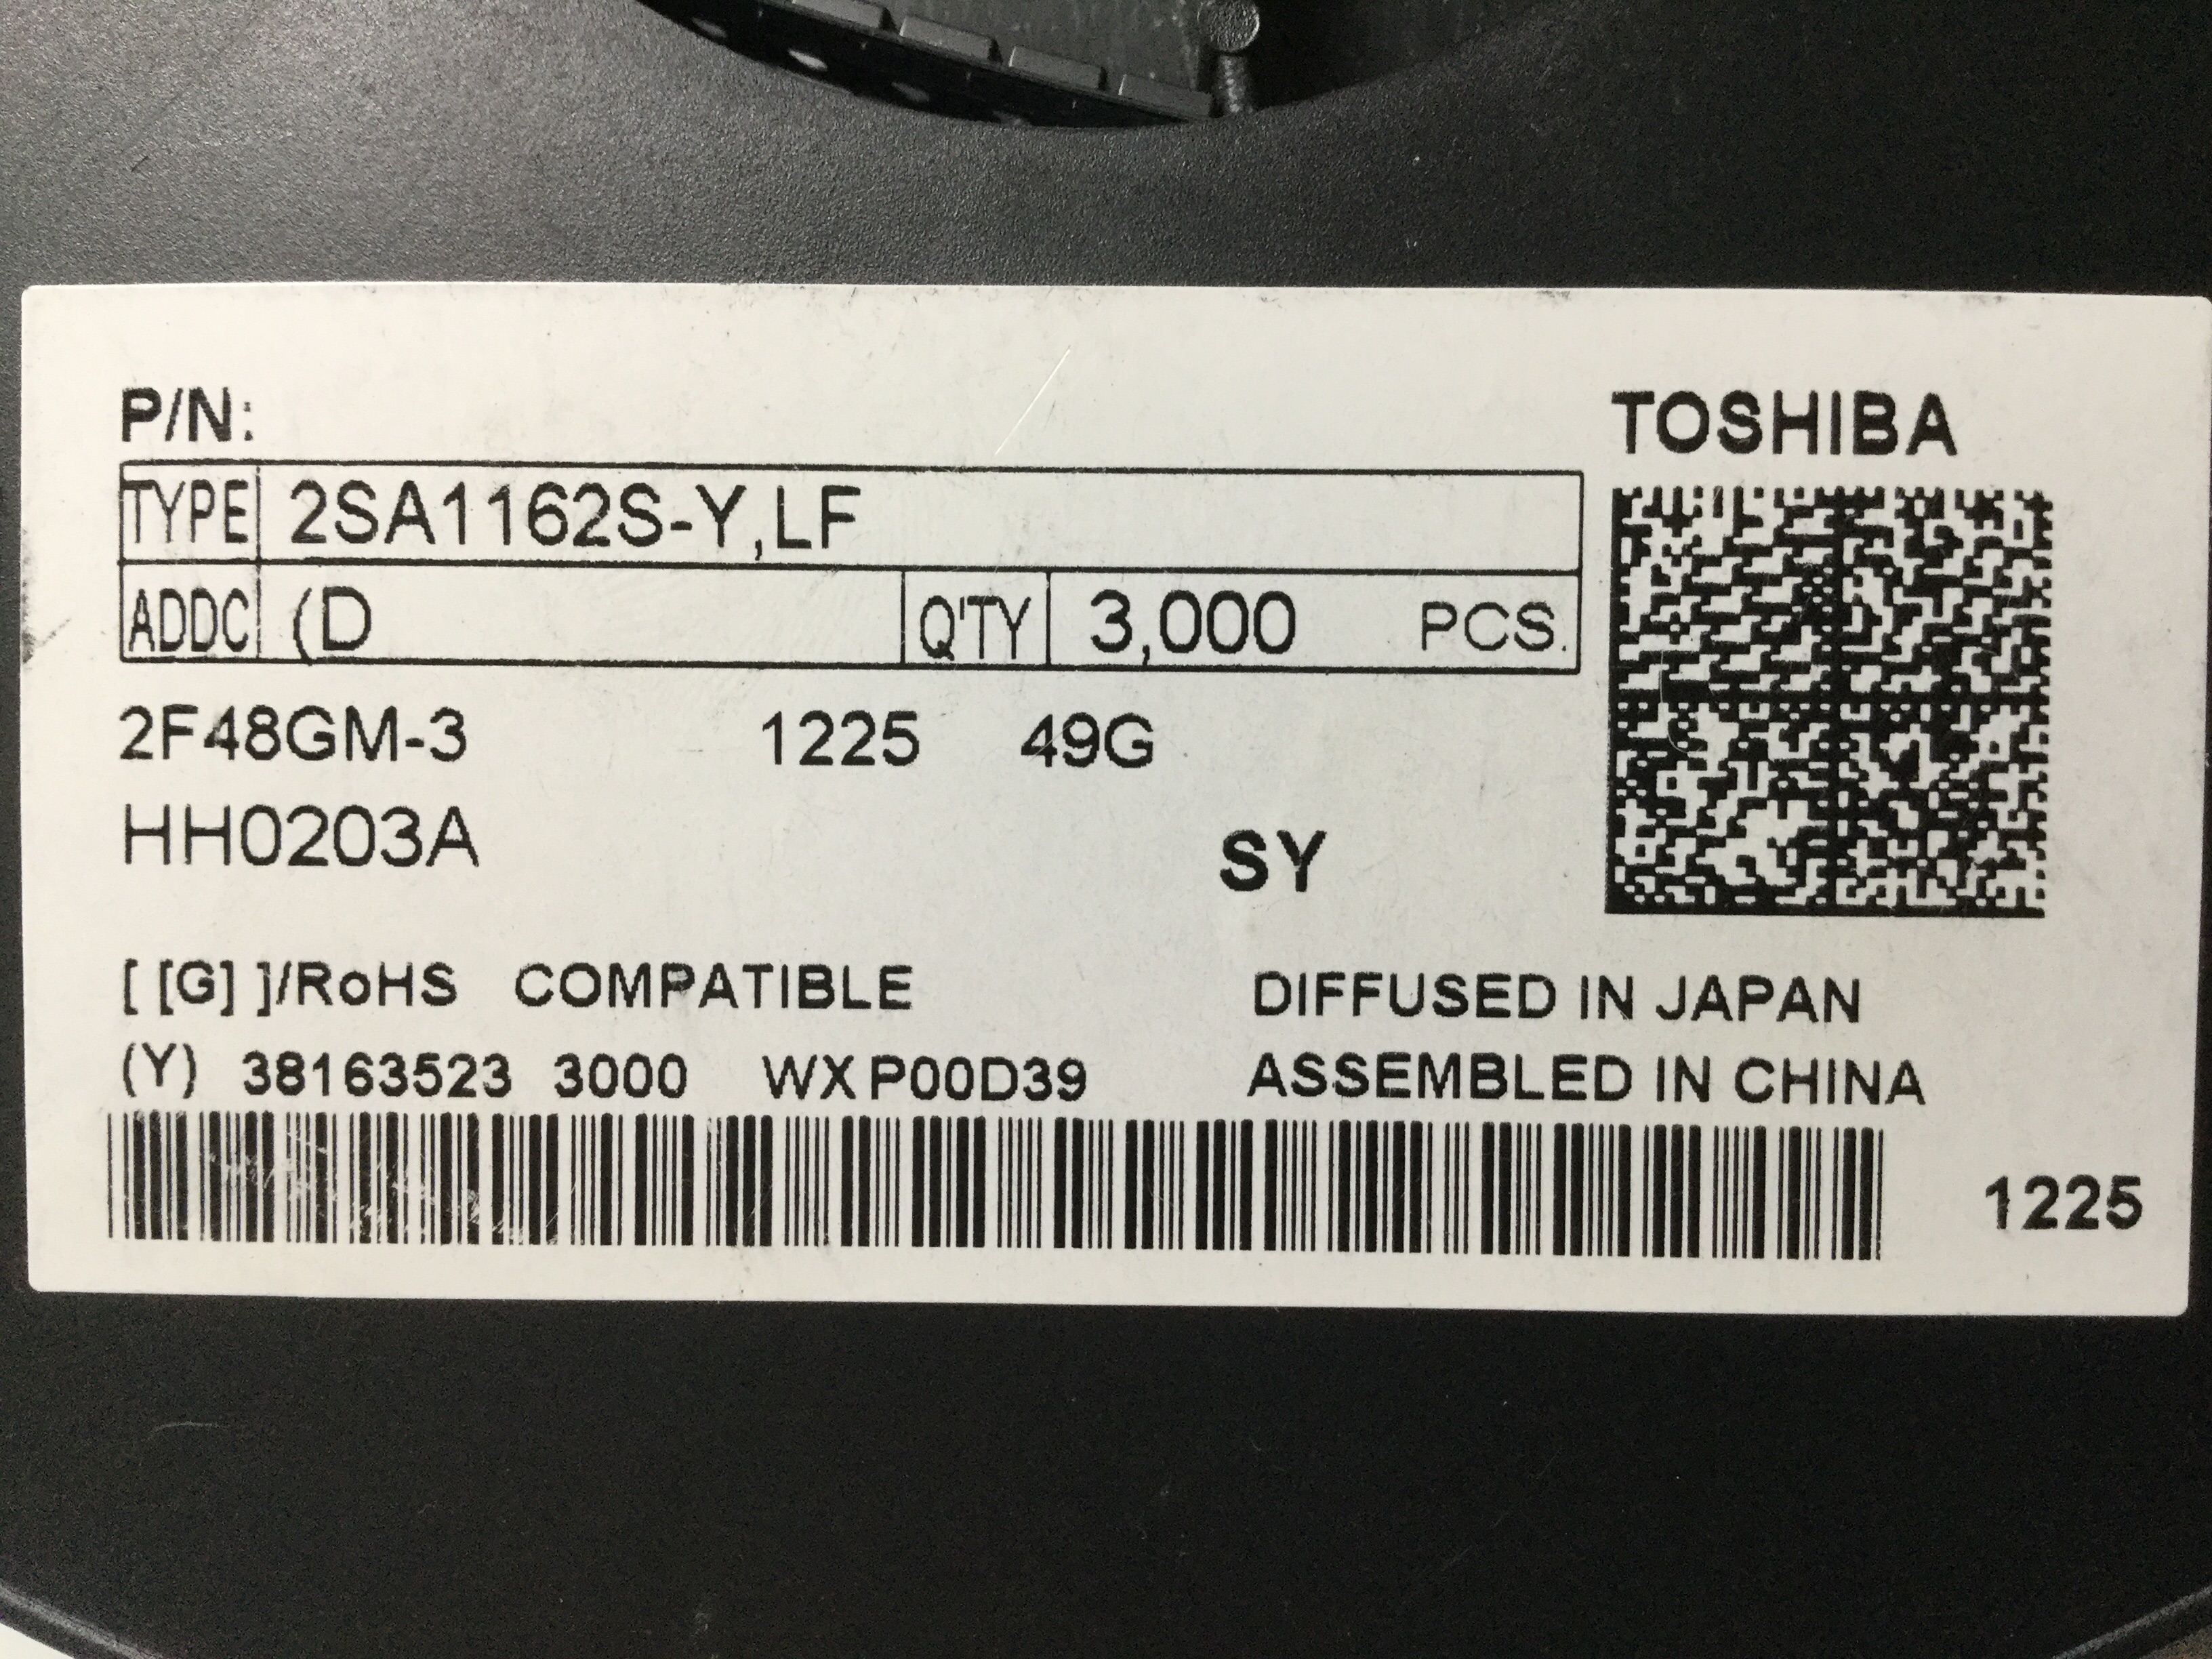 P/N:
TOSHIBA
TYPE 2SA1162S-Y,LF
ADDC (D Q'TY 3,000 PCS.
2F48GM-3 1225 49G
HH0203A
SY
[ [G] ]/RoHS COMPATIBLE
DIFFUSED IN JAPAN
(Y) 38163523 3000 WX P00D39
ASSEMBLED IN CHINA
1225